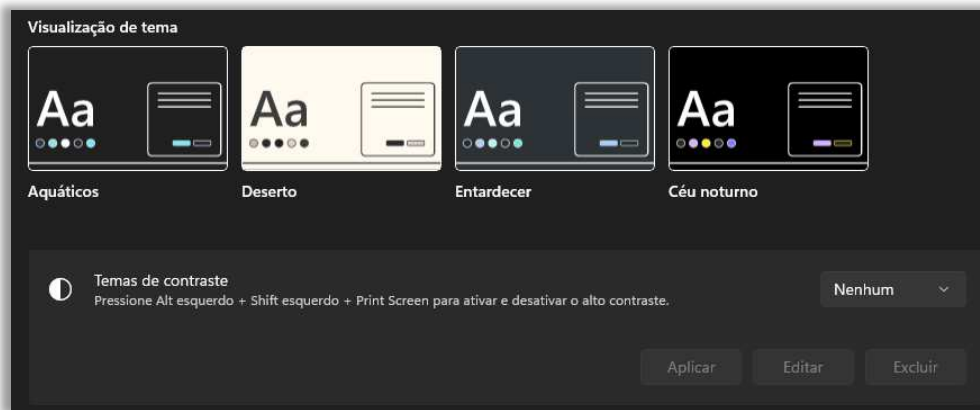 Visualização de tema
Aa Aa Aa Aa
Aquáticos Deserto Entardecer Céu noturno
Temas de contraste
Pressione Alt esquerdo + Shift esquerdo + Print Screen para ativar e desativar o alto contraste.
Nenhum
Aplicar Editar Excluir